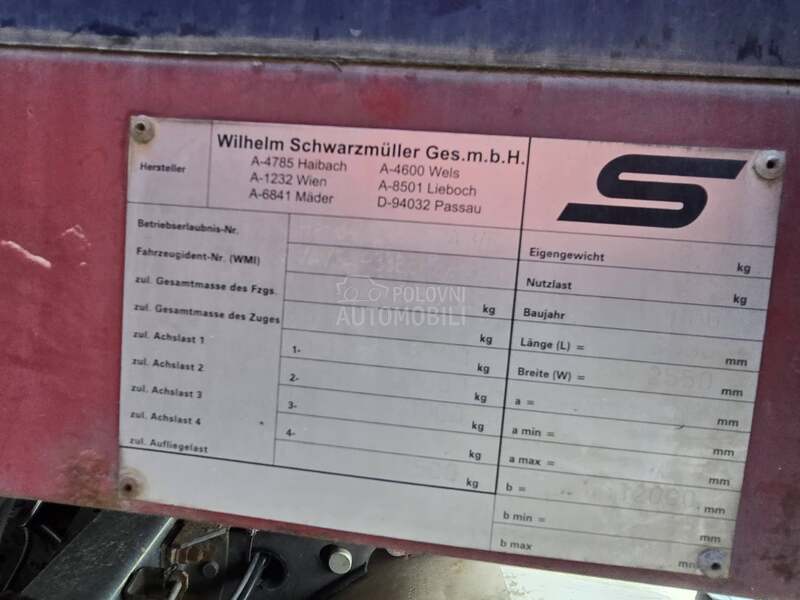 Hersteller
Wilhelm Schwarzmüller Ges.m.b.H.
A-4785 Haibach A-4600 Wels
A-1232 Wien A-8501 Lieboch
A-6841 Mäder D-94032 Passau
S
Betriebserlaubnis-Nr.
Fahrzeugident-Nr. (WMI)
zul. Gesamtmasse des Fzgs. kg
zul. Gesamtmasse des Zuges kg
zul. Achslast 1 1- kg
zul. Achslast 2 2- kg
zul. Achslast 3 3- kg
zul. Achslast 4 4- kg
zul. Aufliegelast kg
Eigengewicht kg
Nutzlast kg
Baujahr
Länge (L) = mm
Breite (W) = 2550 mm
a = mm
a min = mm
a max = mm
b = mm
b min = mm
b max mm
POLOVNI
AUTOMOBILI